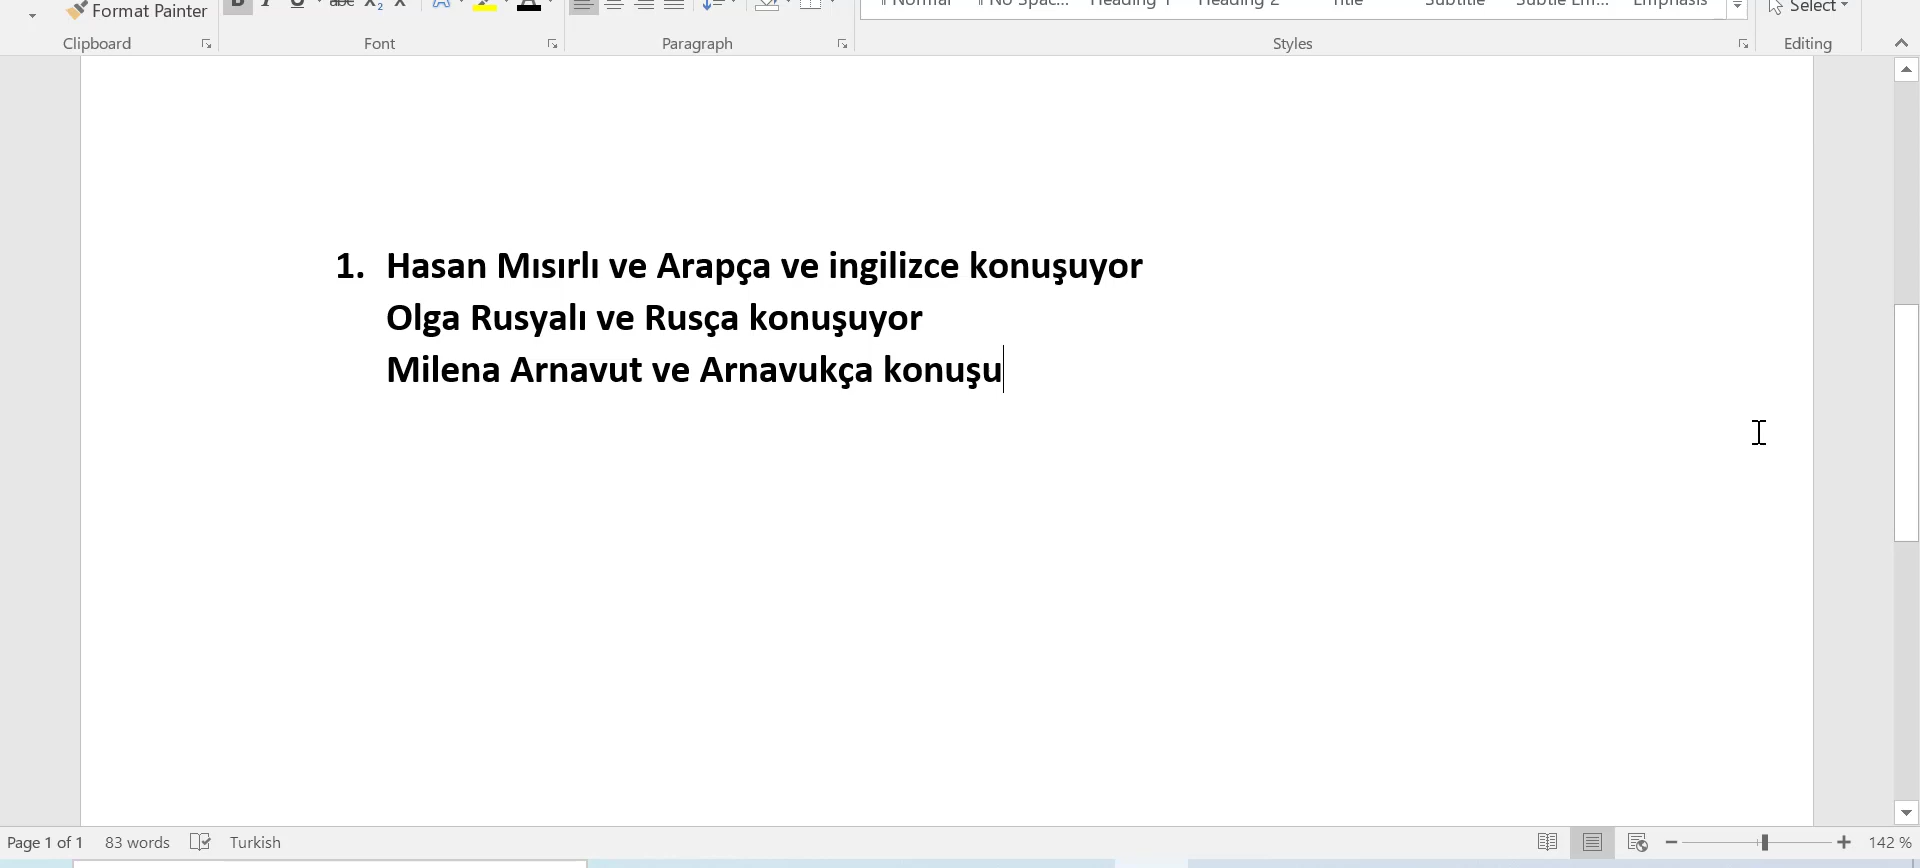 Format Painter
Select
Clipboard
Font
Paragraph
Styles
Editing
1. Hasan Mısırlı ve Arapça ve ingilizce konuşuyor
Olga Rusyalı ve Rusça konuşuyor
Milena Arnavut ve Arnavukça konuşu
Page 1 of 1 83 words Turkish 142 %